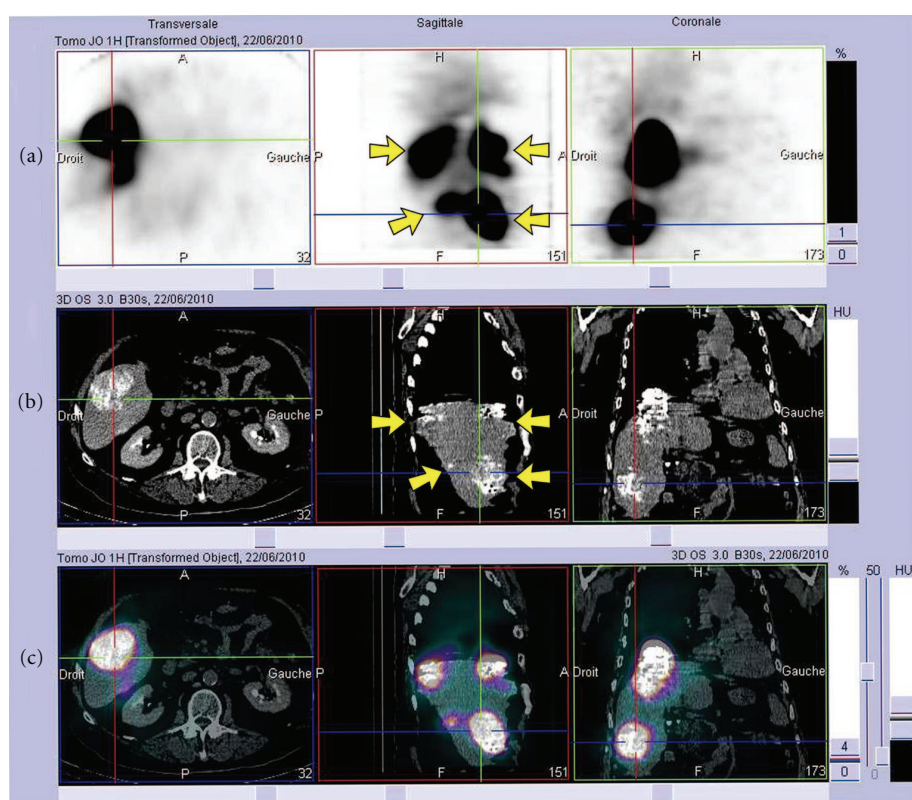 Transversale Sagittale Coronale
Tomo JO 1H [Transformed Object], 22/06/2010
A H H %
(a) Droit Gauche P A Droit Gauche
P 32 F 151 F 173
1
0
3D OS 3.0 B30s, 22/06/2010
A H H HU
(b) Droit Gauche P A Droit Gauche
P 32 F 151 F 173
Tomo JO 1H [Transformed Object], 22/06/2010 3D OS 3.0 B30s, 22/06/2010
A H H % 50 HU
(c) Droit Gauche P A Droit Gauche
P 32 F 151 F 173
4
0 0